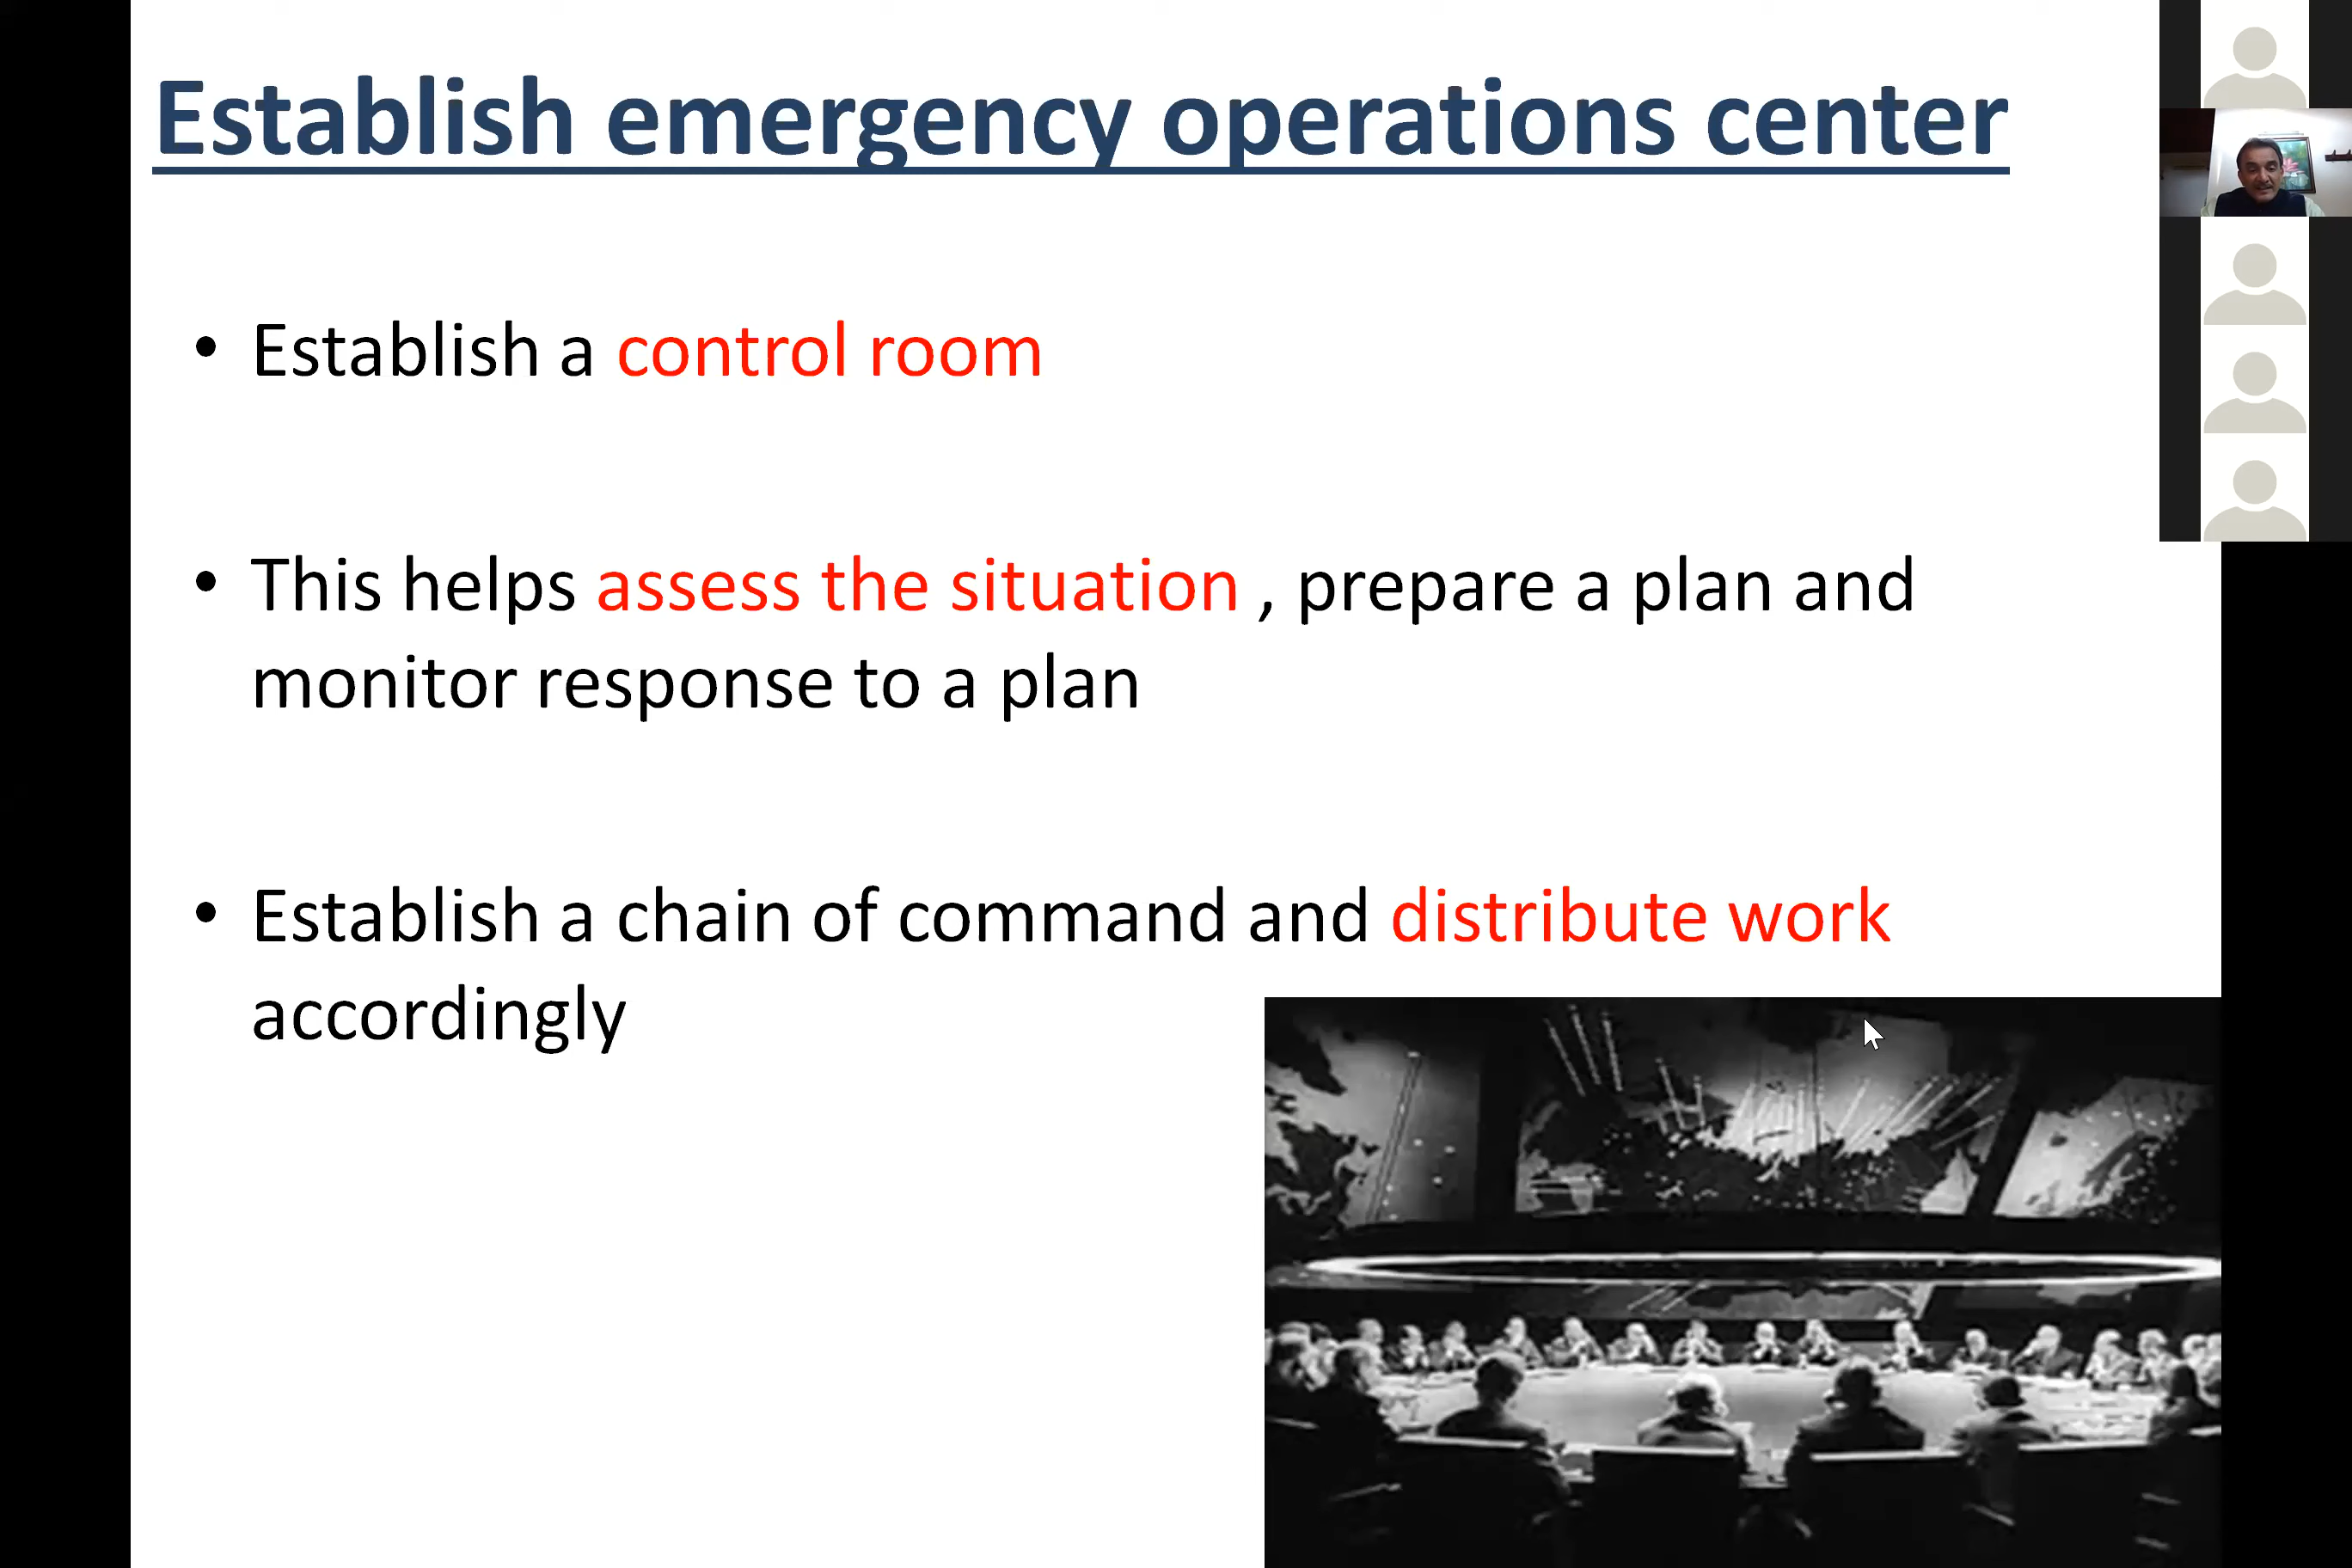 Establish emergency operations center
• Establish a control room
• This helps assess the situation , prepare a plan and
monitor response to a plan
• Establish a chain of command and distribute work
accordingly